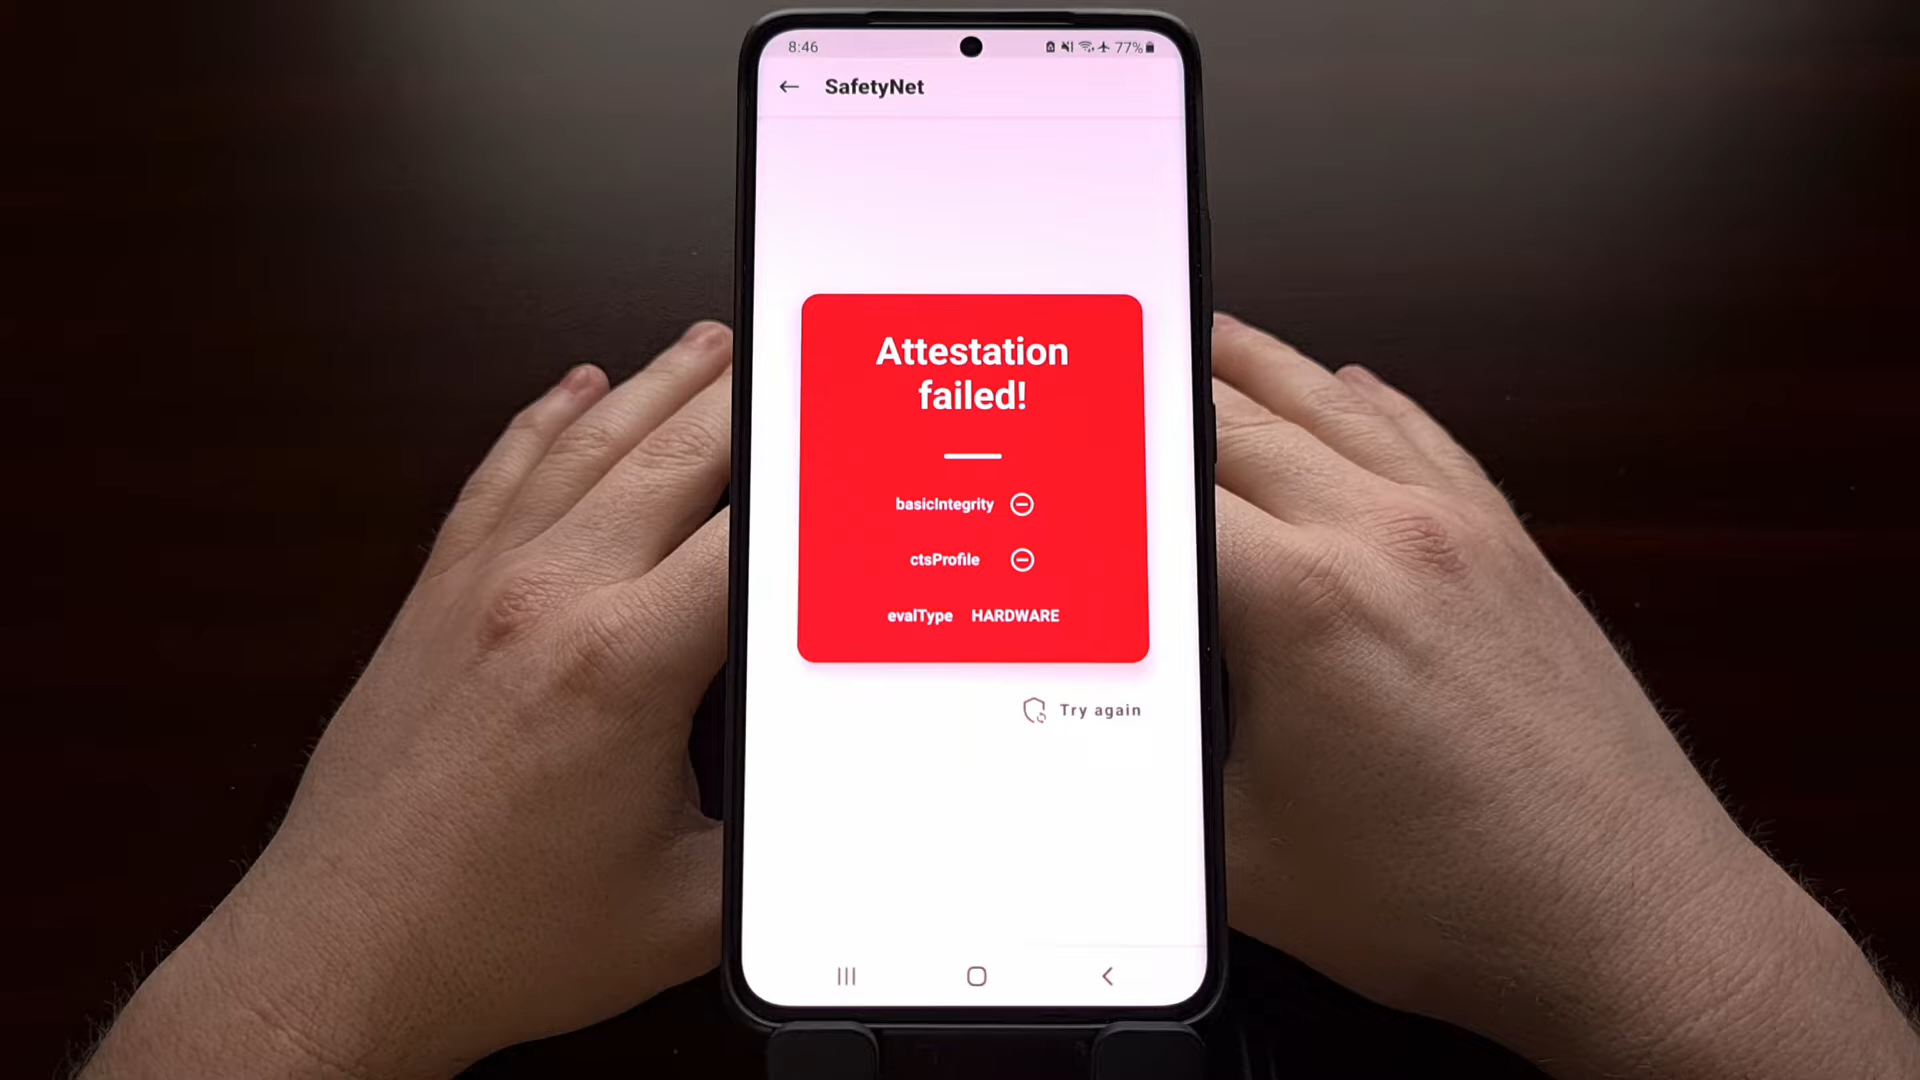 8:46
77%
SafetyNet
Attestation
failed!
basicIntegrity
ctsProfile
evalType HARDWARE
Try again